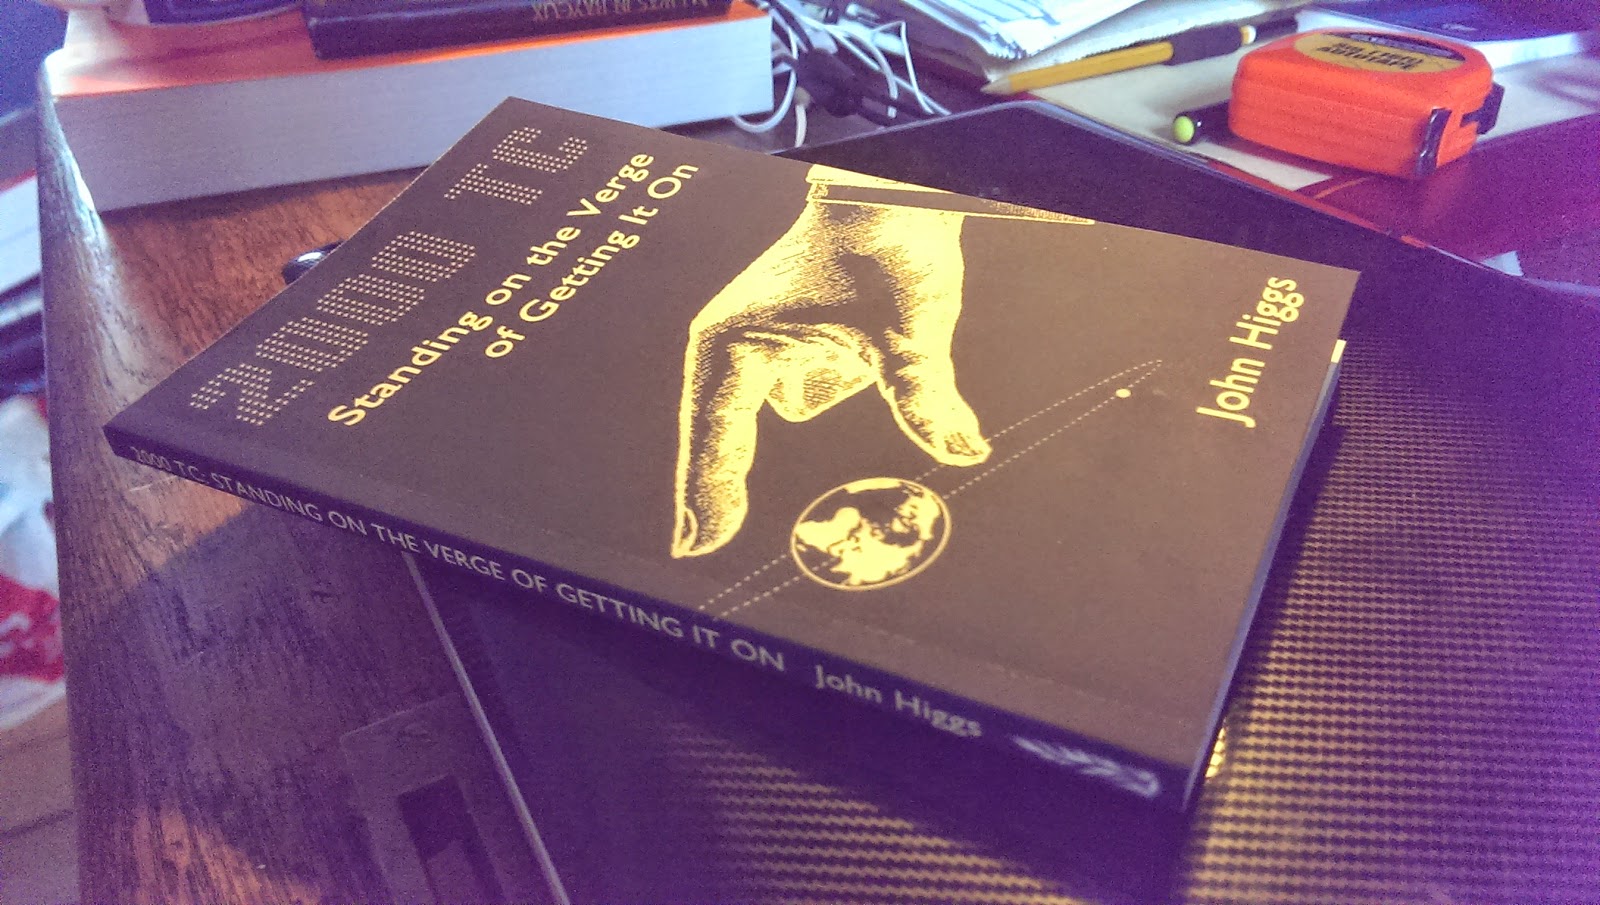 2000 TC
Standing on the Verge
of Getting It On
John Higgs
2000 TC STANDING ON THE VERGE OF GETTING IT ON John Higgs